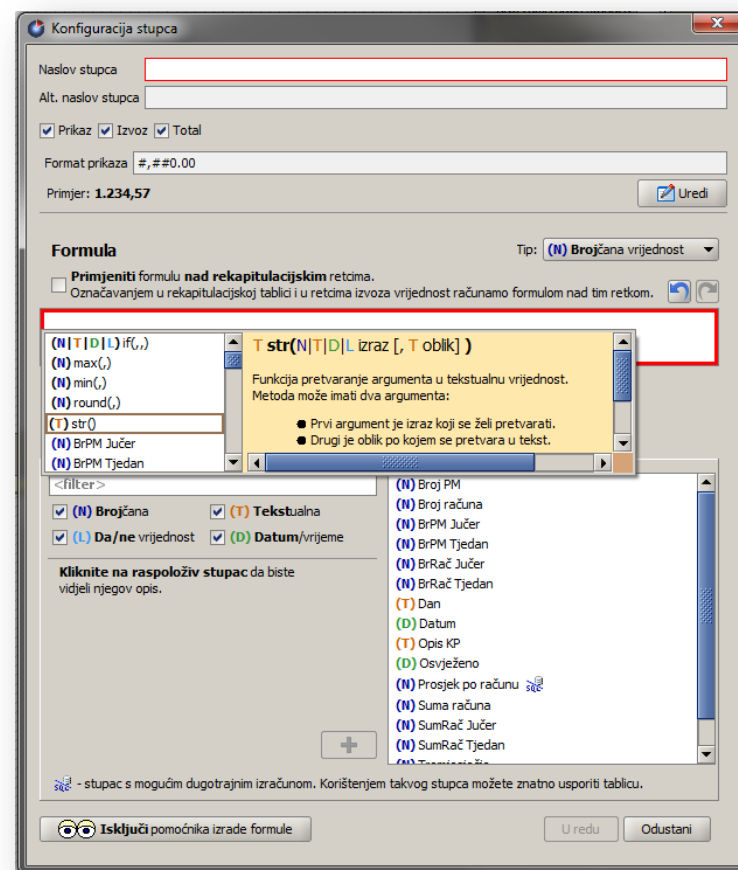 Konfiguracija stupca
Naslov stupca
Alt. naslov stupca
Prikaz Izvoz Total
Format prikaza #,##0.00
Primjer: 1.234,57
Uredi
Formula
Tip: (N) Brojčana vrijednost
Primjeniti formulu nad rekapitulacijskim retcima.
Označavanjem u rekapitulacijskoj tablici i u retcima izvoza vrijednost računamo formulom nad tim retkom.
(N|T|D|L) if(,,)
(N) max(,)
(N) min(,)
(N) round(,)
(T) str()
(N) BrPM Jučer
(N) BrPM Tjedan
T str(N|T|D|L izraz [, T oblik] )
Funkcija pretvaranje argumenta u tekstualnu vrijednost.
Metoda može imati dva argumenta:
● Prvi argument je izraz koji se želi pretvarati.
● Drugi je oblik po kojem se pretvara u tekst.
<filter>
(N) Brojčana (T) Tekstualna
(L) Da/ne vrijednost (D) Datum/vrijeme
Kliknite na raspoloživ stupac da biste
vidjeli njegov opis.
(N) Broj PM
(N) Broj računa
(N) BrPM Jučer
(N) BrPM Tjedan
(N) BrRač Jučer
(N) BrRač Tjedan
(T) Dan
(D) Datum
(T) Opis KP
(D) Osvježeno
(N) Prosjek po računu
(N) Suma računa
(N) SumRač Jučer
(N) SumRač Tjedan
- stupac s mogućim dugotrajnim izračunom. Korištenjem takvog stupca možete znatno usporiti tablicu.
Isključi pomoćnika izrade formule
U redu
Odustani